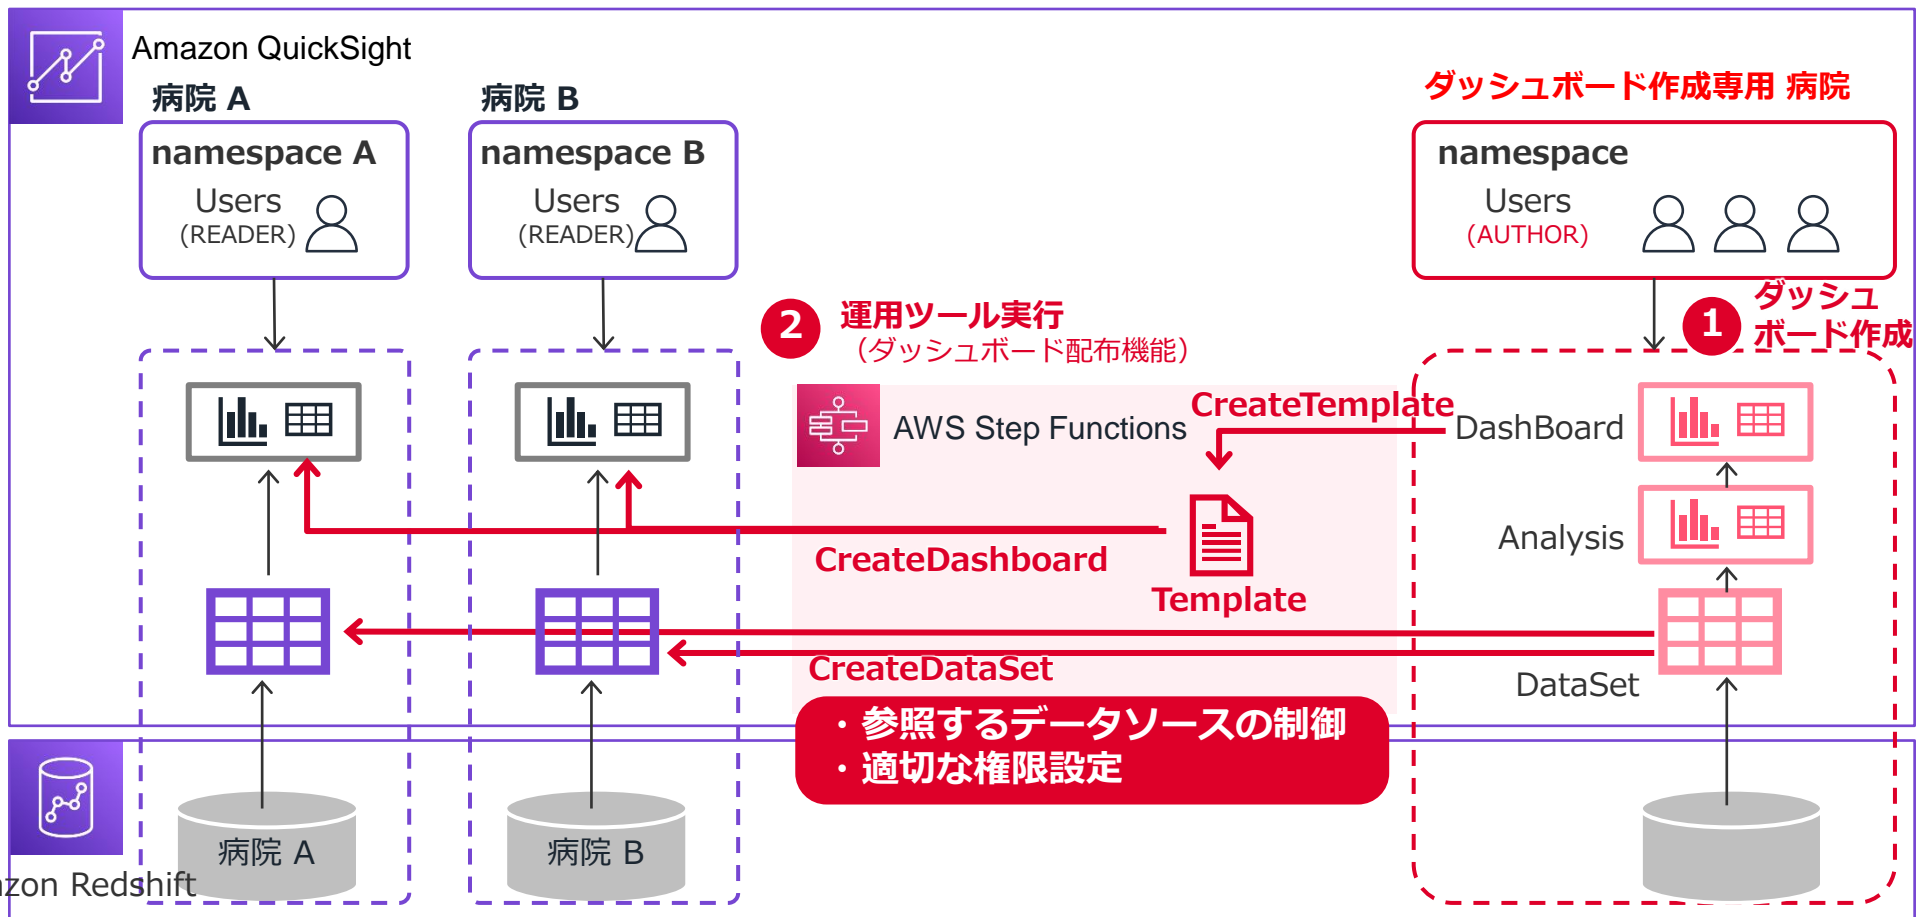 Amazon QuickSight
病院 A
病院 B
ダッシュボード作成専用 病院
namespace A
Users
(READER)
namespace B
Users
(READER)
namespace
Users
(AUTHOR)
2
運用ツール実行
（ダッシュボード配布機能）
1
ダッシュ
ボード作成
AWS Step Functions
CreateTemplate
DashBoard
CreateDashboard
Template
Analysis
CreateDataSet
DataSet
・参照するデータソースの制御
・適切な権限設定
病院 A
病院 B
azon Redshift